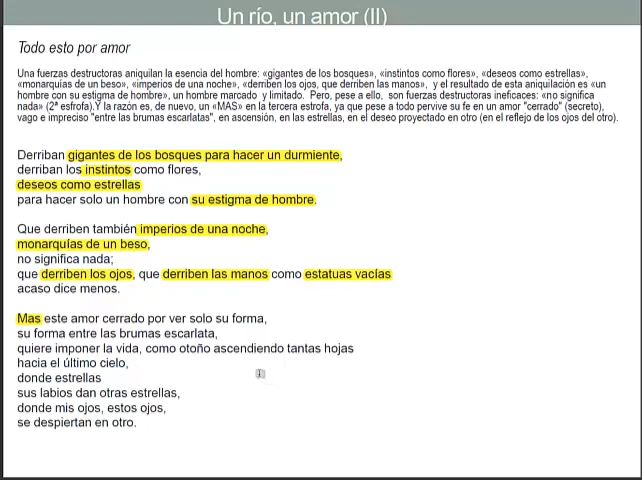 Un río, un amor (II)
Todo esto por amor
Una fuerzas destructoras aniquilan la esencia del hombre: «gigantes de los bosques», «instintos como flores», «deseos como estrellas»,
«monarquías de un beso», «imperios de una noche», «derriben los ojos, que derriben las manos», y el resultado de esta aniquilación es «un
hombre con su estigma de hombre», un hombre marcado y limitado. Pero, pese a ello, son fuerzas destructoras ineficaces: «no significa
nada» (2ª esfrofa).Y la razón es, de nuevo, un «MAS» en la tercera estrofa, ya que pese a todo pervive su fe en un amor "cerrado" (secreto),
vago e impreciso "entre las brumas escarlatas", en ascensión, en las estrellas, en el deseo proyectado en otro (en el reflejo de los ojos del otro).
Derriban gigantes de los bosques para hacer un durmiente,
derriban los instintos como flores,
deseos como estrellas
para hacer solo un hombre con su estigma de hombre.
Que derriben también imperios de una noche,
monarquías de un beso,
no significa nada;
que derriben los ojos, que derriben las manos como estatuas vacías
acaso dice menos.
Mas este amor cerrado por ver solo su forma,
su forma entre las brumas escarlata,
quiere imponer la vida, como otoño ascendiendo tantas hojas
hacia el último cielo,
donde estrellas
sus labios dan otras estrellas,
donde mis ojos, estos ojos,
se despiertan en otro.